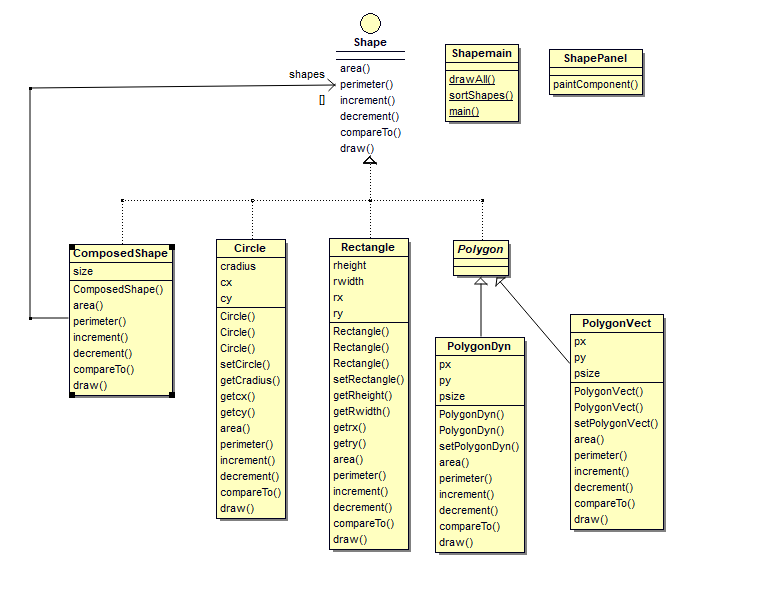 Shape
area()
perimeter()
increment()
decrement()
compareTo()
draw()
shapes
[]
Shapemain
drawAll()
sortShapes()
main()
ShapePanel
paintComponent()
ComposedShape
size
ComposedShape()
area()
perimeter()
increment()
decrement()
compareTo()
draw()
Circle
cradius
cx
cy
Circle()
Circle()
Circle()
setCircle()
getCradius()
getcx()
getcy()
area()
perimeter()
increment()
decrement()
compareTo()
draw()
Rectangle
rheight
rwidth
rx
ry
Rectangle()
Rectangle()
Rectangle()
setRectangle()
getRheight()
getRwidth()
getrx()
getry()
area()
perimeter()
increment()
decrement()
compareTo()
draw()
Polygon
PolygonDyn
px
py
psize
PolygonDyn()
PolygonDyn()
setPolygonDyn()
area()
perimeter()
increment()
decrement()
compareTo()
draw()
PolygonVect
px
py
psize
PolygonVect()
PolygonVect()
setPolygonVect()
area()
perimeter()
increment()
decrement()
compareTo()
draw()